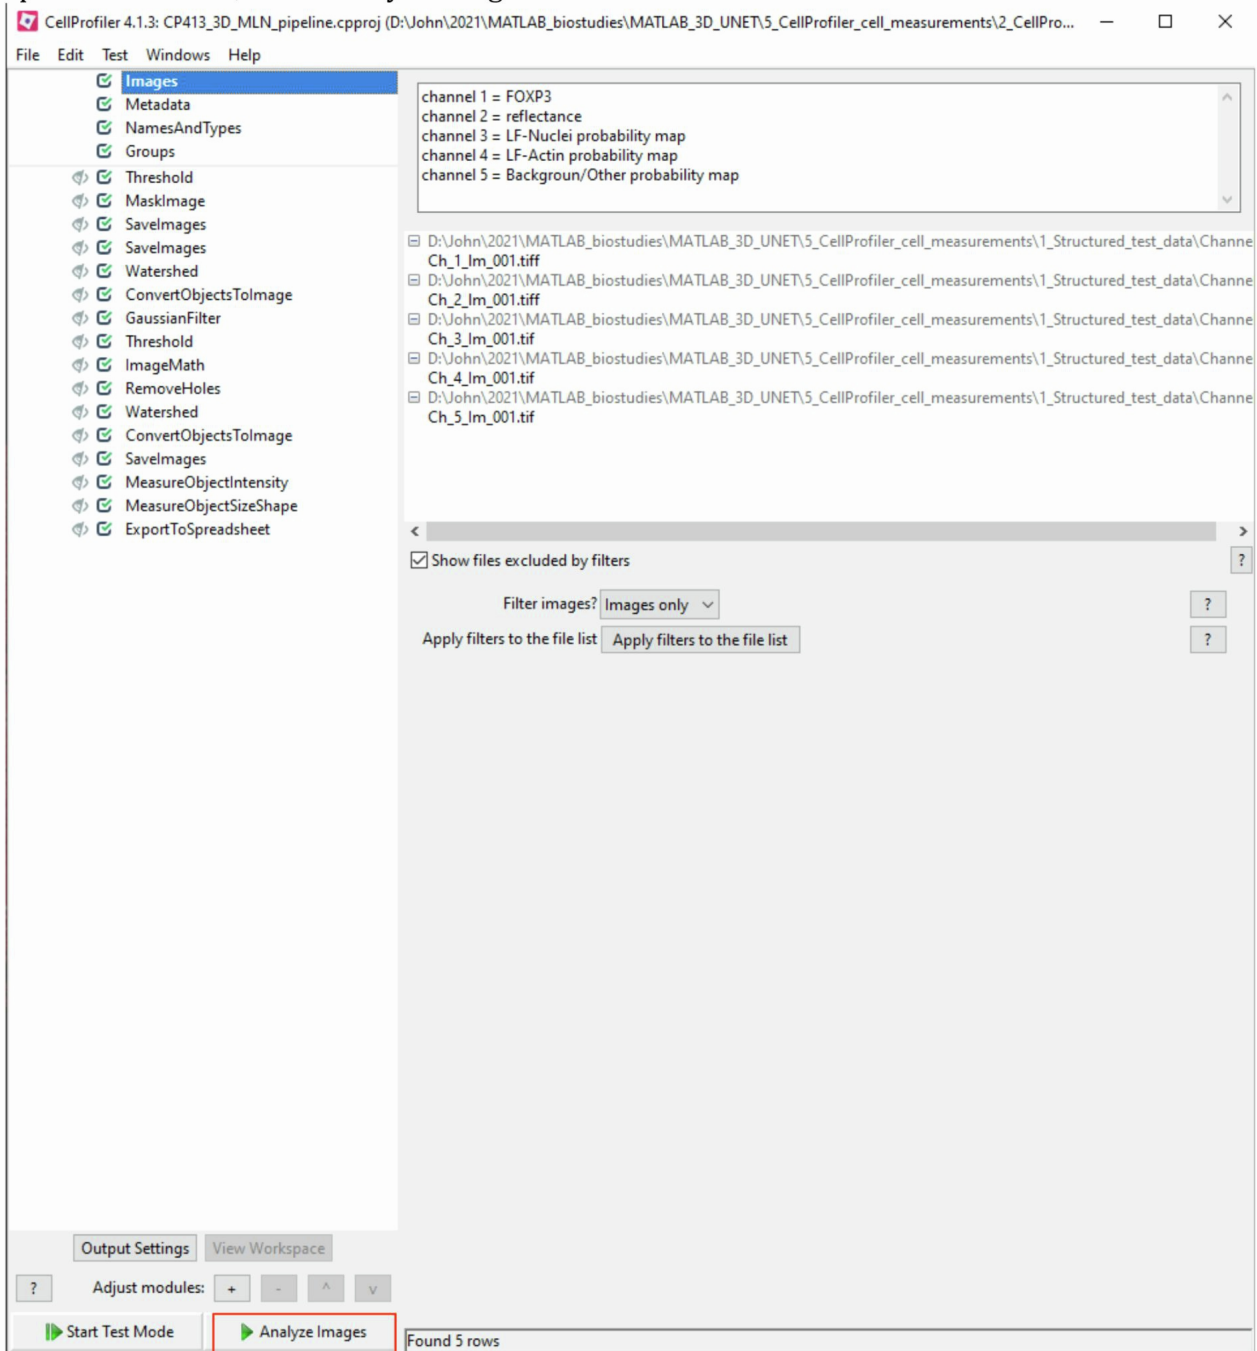 CellProfiler 4.1.3: CP413_3D_MLN_pipeline.cpproj (D:\John\2021\MATLAB_biostudies\MATLAB_3D_UNET\5_CellProfiler_cell_measurements\2_CellPro...
File Edit Test Windows Help
Images
Metadata
NamesAndTypes
Groups
Threshold
MaskImage
SaveImages
SaveImages
Watershed
ConvertObjectsToImage
GaussianFilter
Threshold
ImageMath
RemoveHoles
Watershed
ConvertObjectsToImage
SaveImages
MeasureObjectIntensity
MeasureObjectSizeShape
ExportToSpreadsheet
channel 1 = FOXP3
channel 2 = reflectance
channel 3 = LF-Nuclei probability map
channel 4 = LF-Actin probability map
channel 5 = Backgroun/Other probability map
D:\John\2021\MATLAB_biostudies\MATLAB_3D_UNET\5_CellProfiler_cell_measurements\1_Structured_test_data\Channe
Ch_1_Im_001.tiff
D:\John\2021\MATLAB_biostudies\MATLAB_3D_UNET\5_CellProfiler_cell_measurements\1_Structured_test_data\Channe
Ch_2_Im_001.tiff
D:\John\2021\MATLAB_biostudies\MATLAB_3D_UNET\5_CellProfiler_cell_measurements\1_Structured_test_data\Channe
Ch_3_Im_001.tif
D:\John\2021\MATLAB_biostudies\MATLAB_3D_UNET\5_CellProfiler_cell_measurements\1_Structured_test_data\Channe
Ch_4_Im_001.tif
D:\John\2021\MATLAB_biostudies\MATLAB_3D_UNET\5_CellProfiler_cell_measurements\1_Structured_test_data\Channe
Ch_5_Im_001.tif
Show files excluded by filters ?
Filter images? Images only ?
Apply filters to the file list Apply filters to the file list ?
Output Settings View Workspace
? Adjust modules: + - ^ v
Start Test Mode Analyze Images
Found 5 rows